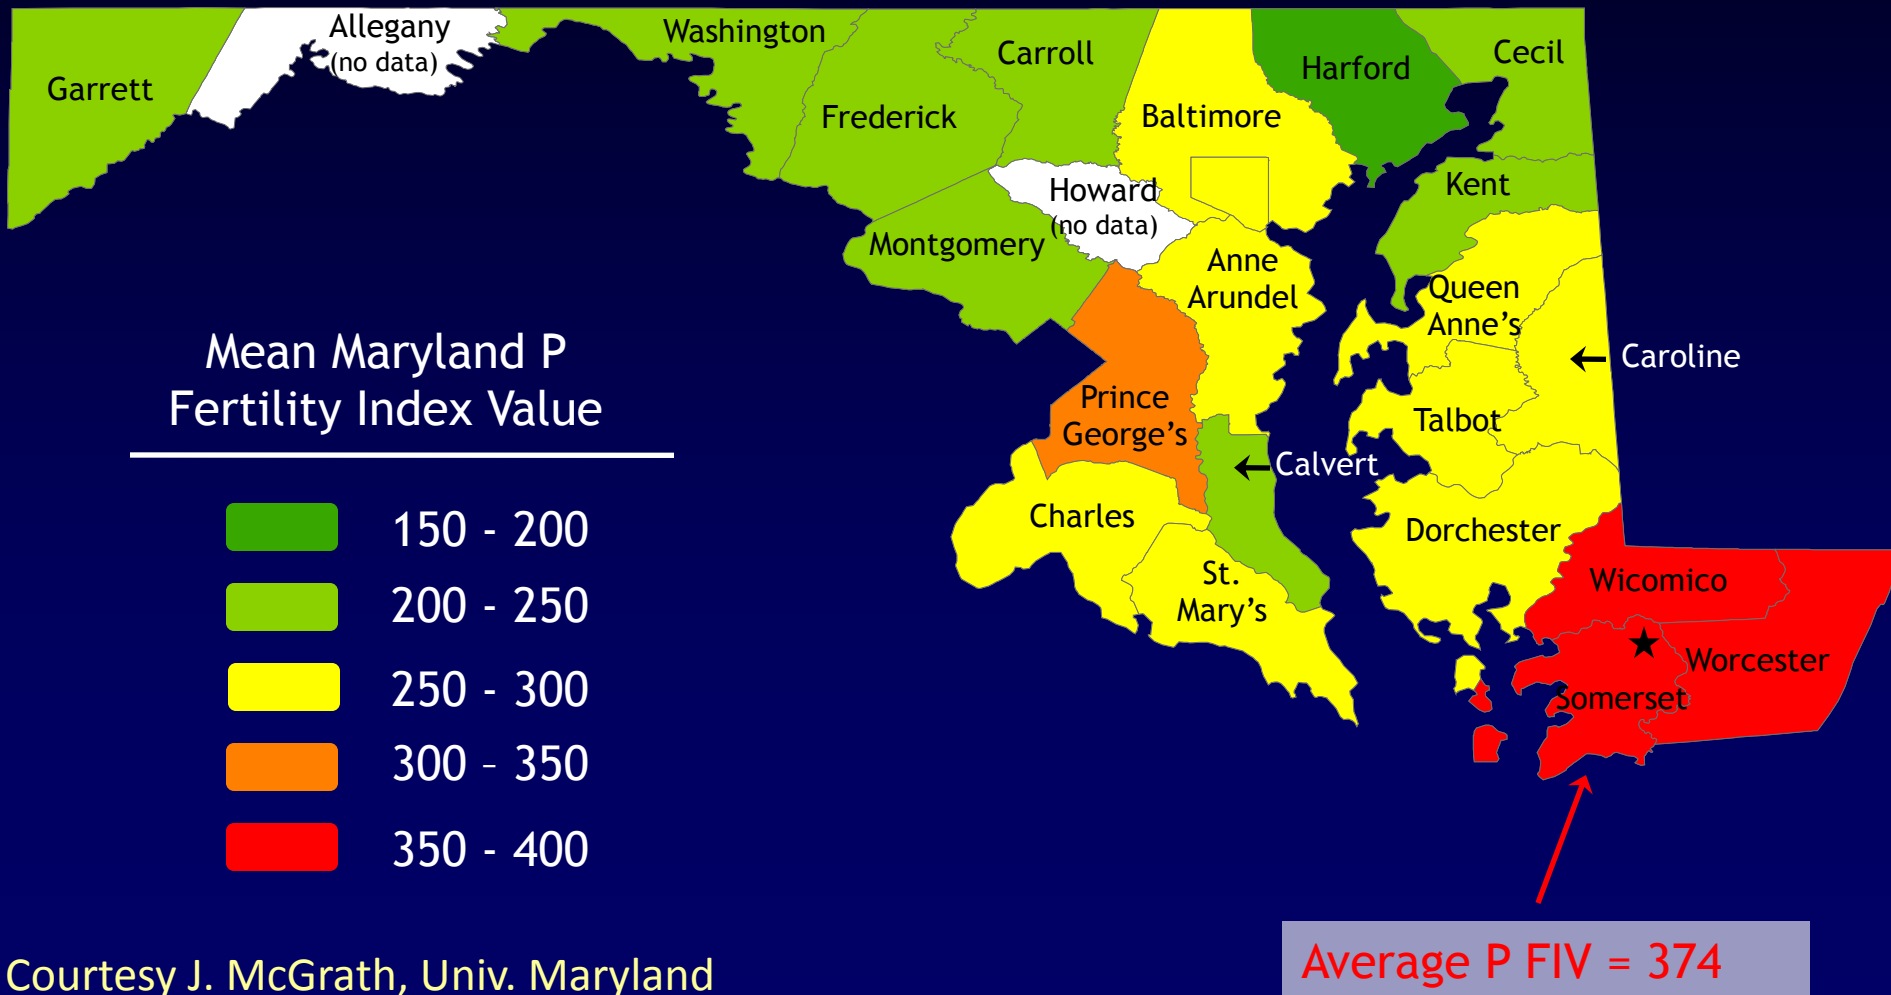 Allegany
(no data)
Washington
Carroll
Harford
Cecil
Garrett
Frederick
Baltimore
Howard
(no data)
Kent
Montgomery
Anne
Arundel
Queen
Anne’s
Caroline
Prince
George’s
Talbot
Calvert
Charles
Dorchester
St.
Mary’s
Wicomico
Worcester
Somerset
Mean Maryland P
Fertility Index Value
150 - 200
200 - 250
250 - 300
300 – 350
350 - 400
Average P FIV = 374
Courtesy J. McGrath, Univ. Maryland